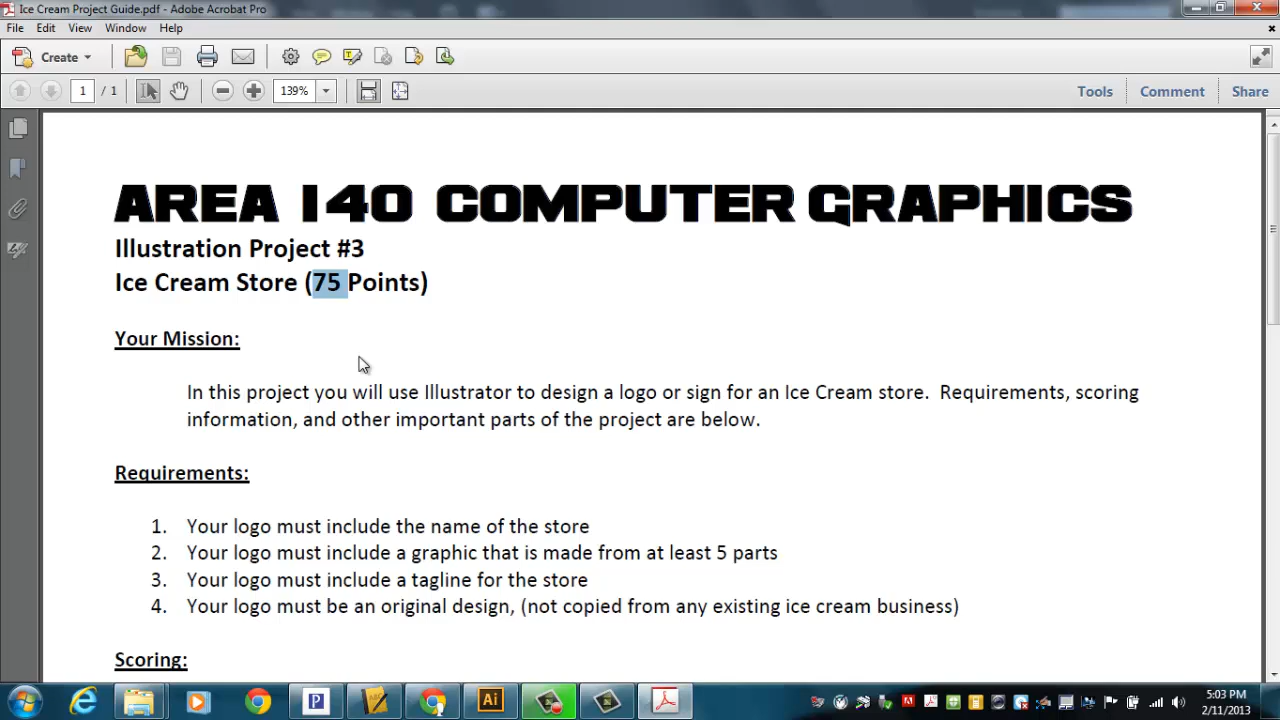 Ice Cream Project Guide.pdf - Adobe Acrobat Pro
File Edit View Window Help
Create
1 / 1 139% Tools Comment Share
AREA 140 COMPUTER GRAPHICS
Illustration Project #3
Ice Cream Store (75 Points)
Your Mission:
In this project you will use Illustrator to design a logo or sign for an Ice Cream store. Requirements, scoring
information, and other important parts of the project are below.
Requirements:
1. Your logo must include the name of the store
2. Your logo must include a graphic that is made from at least 5 parts
3. Your logo must include a tagline for the store
4. Your logo must be an original design, (not copied from any existing ice cream business)
Scoring:
5:03 PM
2/11/2013